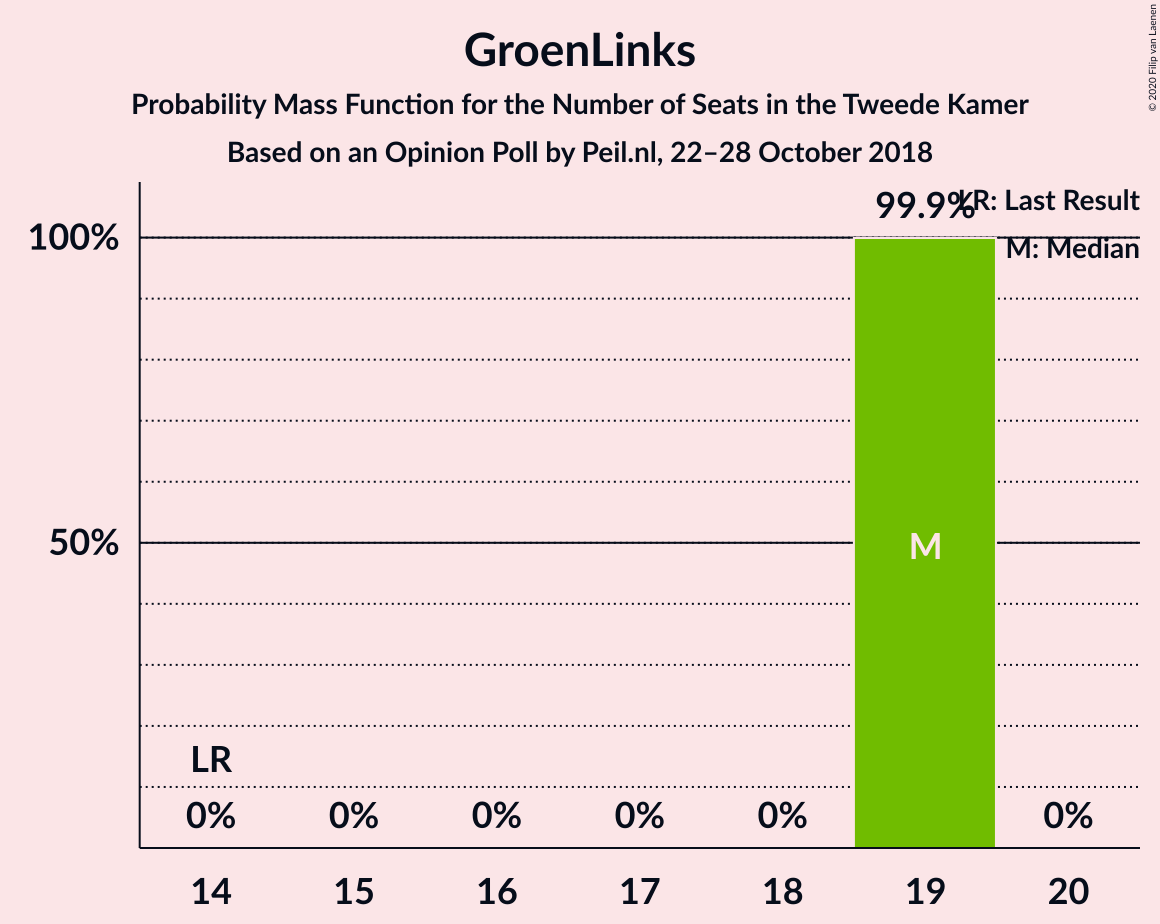 GroenLinks
Probability Mass Function for the Number of Seats in the Tweede Kamer
Based on an Opinion Poll by Peil.nl, 22–28 October 2018
© 2020 Filip van Laenen
99.9%
LR: Last Result
100%
M: Median
50%
M
LR
0% 0% 0% 0% 0% 0%
14 15 16 17 18 19 20